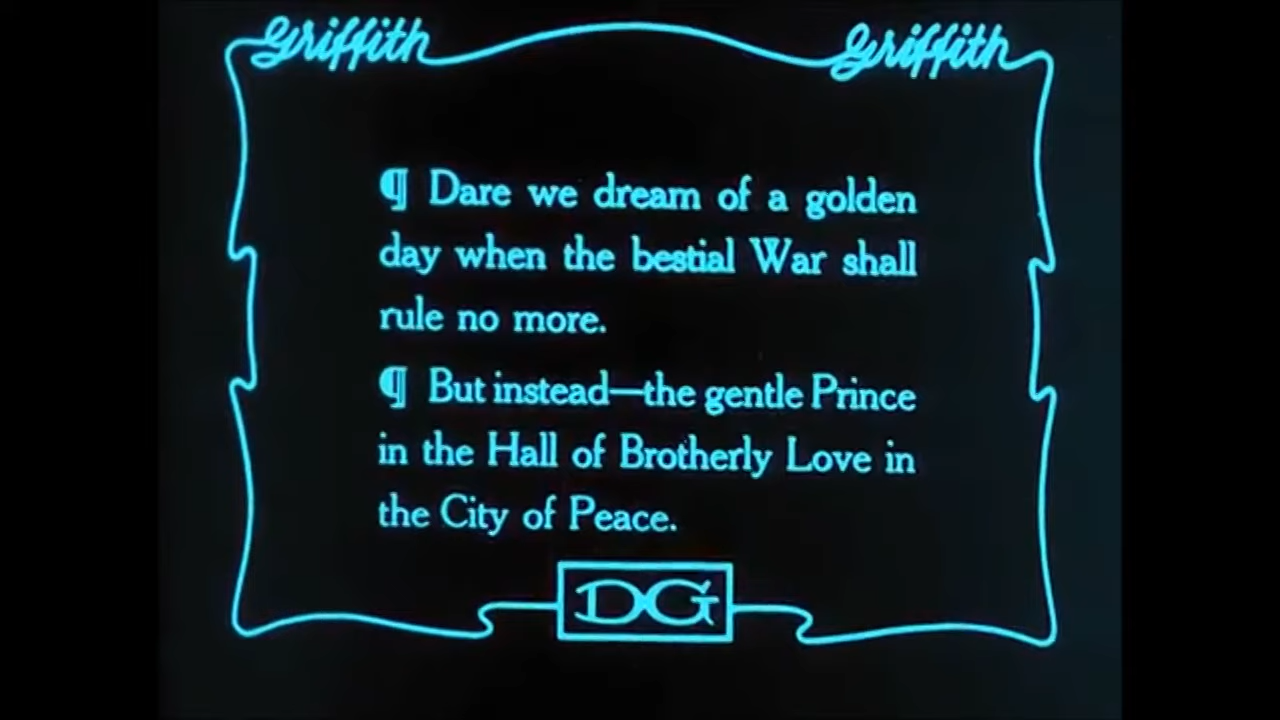 Griffith Griffith
¶ Dare we dream of a golden
day when the bestial War shall
rule no more.
¶ But instead—the gentle Prince
in the Hall of Brotherly Love in
the City of Peace.
DG